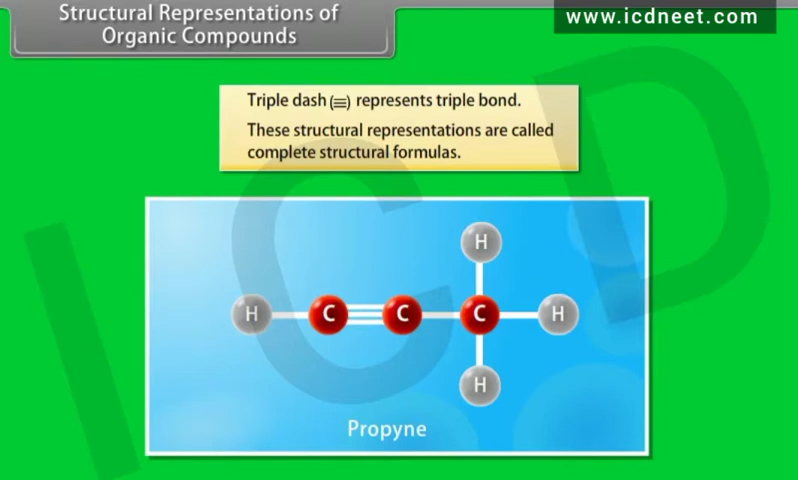 Structural Representations of
Organic Compounds
www.icdneet.com
Triple dash (≡) represents triple bond.
These structural representations are called
complete structural formulas.
H
H C C C H
H
Propyne
ICD